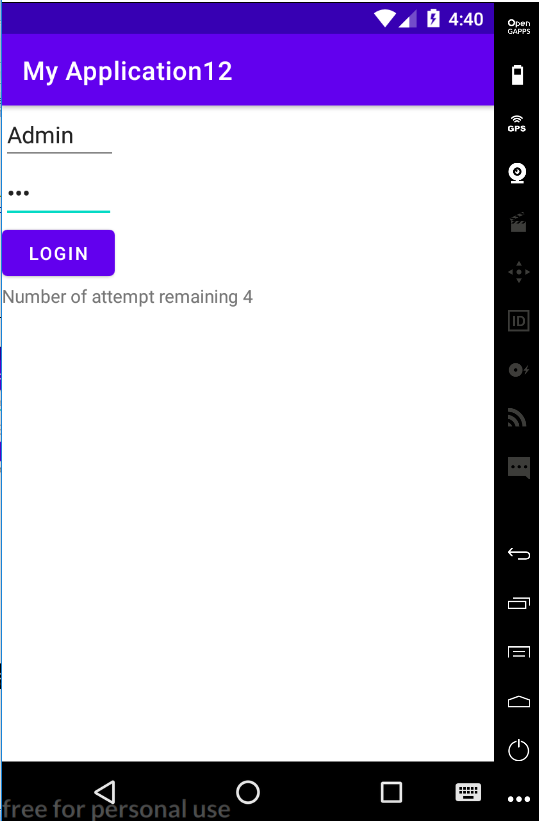 Open
GAPPS
4:40
My Application12
GPS
Admin
•••
LOGIN
Number of attempt remaining 4
ID
free for personal use